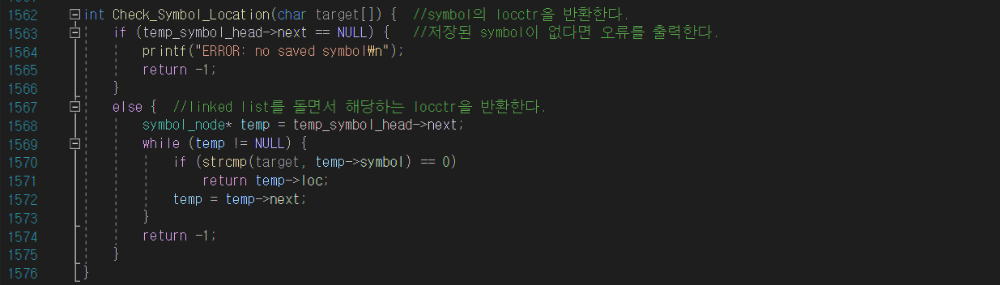 1562 int Check_Symbol_Location(char target[]) {  //symbol의 locctr을 반환한다.
1563     if (temp_symbol_head->next == NULL) {   //저장된 symbol이 없다면 오류를 출력한다.
1564         printf("ERROR: no saved symbol₩n");
1565         return -1;
1566     }
1567     else {  //linked list를 돌면서 해당하는 locctr을 반환한다.
1568         symbol_node* temp = temp_symbol_head->next;
1569         while (temp != NULL) {
1570             if (strcmp(target, temp->symbol) == 0)
1571                 return temp->loc;
1572             temp = temp->next;
1573         }
1574         return -1;
1575     }
1576 }